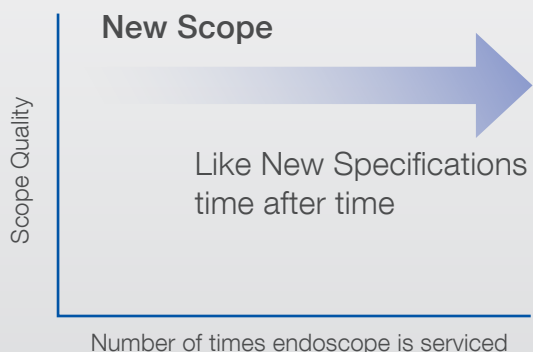 New Scope
Scope Quality
Like New Specifications
time after time
Number of times endoscope is serviced